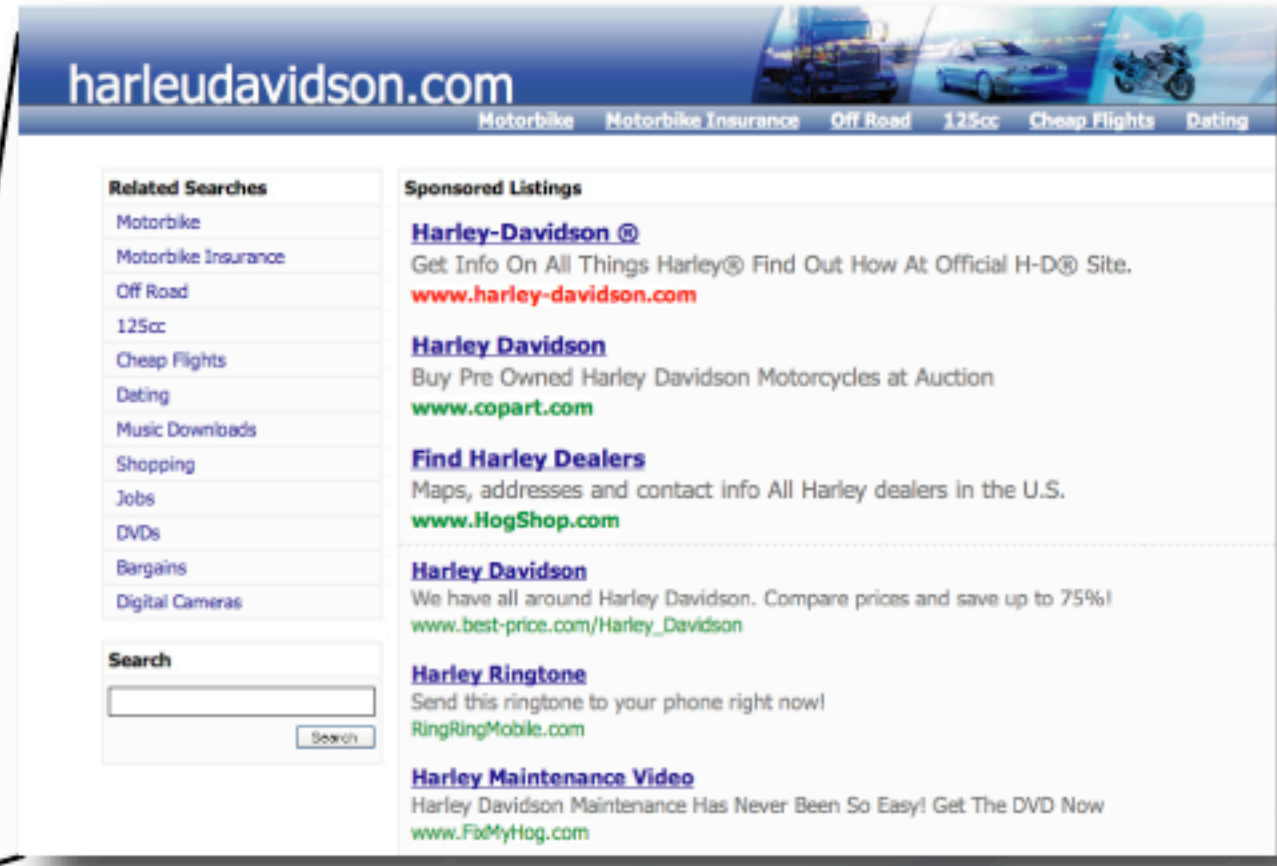 harleudavidson.com
Motorbike Motorbike Insurance Off Road 125cc Cheap Flights Dating
Related Searches
Motorbike
Motorbike Insurance
Off Road
125cc
Cheap Flights
Dating
Music Downloads
Shopping
Jobs
DVDs
Bargains
Digital Cameras
Search
Search
Sponsored Listings
Harley-Davidson ®
Get Info On All Things Harley® Find Out How At Official H-D® Site.
www.harley-davidson.com
Harley Davidson
Buy Pre Owned Harley Davidson Motorcycles at Auction
www.copart.com
Find Harley Dealers
Maps, addresses and contact info All Harley dealers in the U.S.
www.HogShop.com
Harley Davidson
We have all around Harley Davidson. Compare prices and save up to 75%!
www.best-price.com/Harley_Davidson
Harley Ringtone
Send this ringtone to your phone right now!
RingRingMobile.com
Harley Maintenance Video
Harley Davidson Maintenance Has Never Been So Easy! Get The DVD Now
www.FixMyHog.com